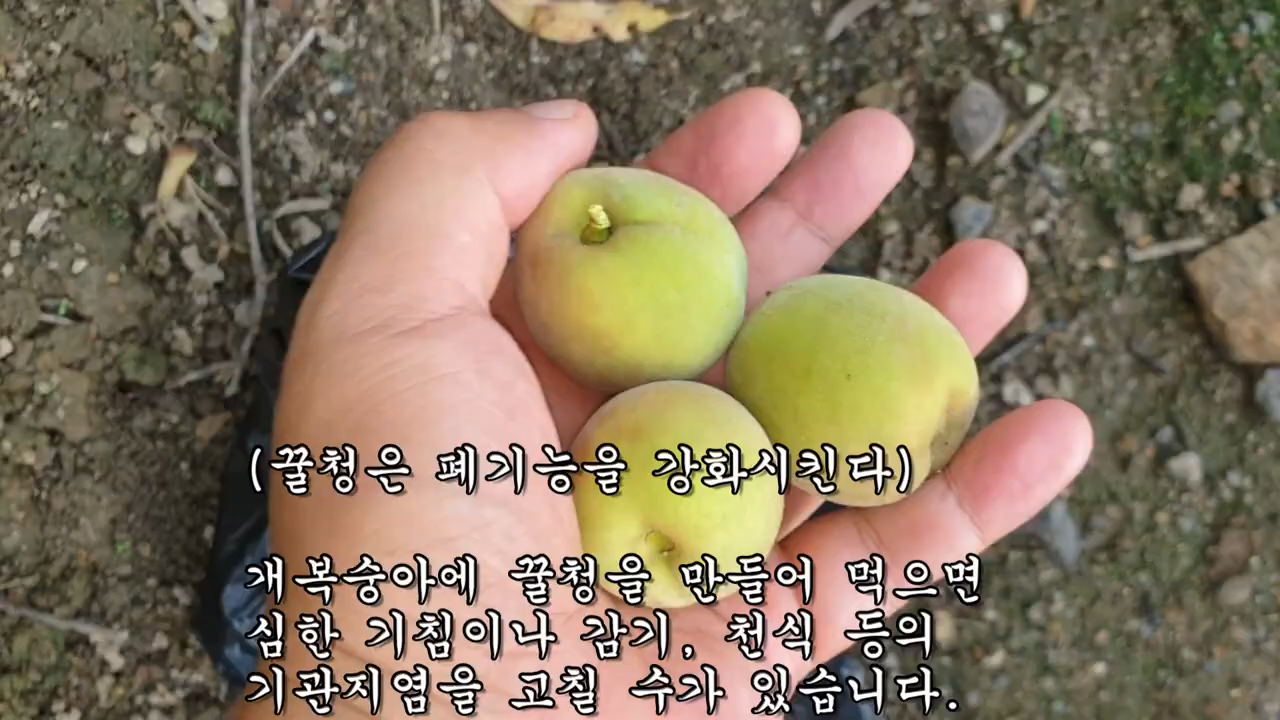 (꿀청은 폐기능을 강화시킨다)
개복숭아에 꿀청을 만들어 먹으면
심한 기침이나 감기, 천식 등의
기관지염을 고칠 수가 있습니다.